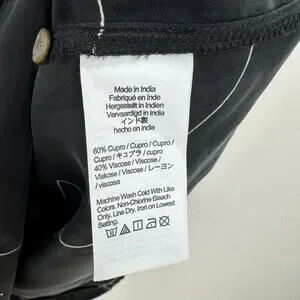 Made in India
Fabriqué en Inde
Hergestellt in Indien
Vervaardigd in India
インド製
hecho en India
60% Cupro / Cupro / Cupro /
Cupro / キュプラ / cupro
40% Viscose / Viscose /
Viskose / Viscose / レーヨン
/ viscosa
Machine Wash Cold With Like
Colors. Non-Chlorine Bleach
Only. Line Dry. Iron on Lowest
Setting.